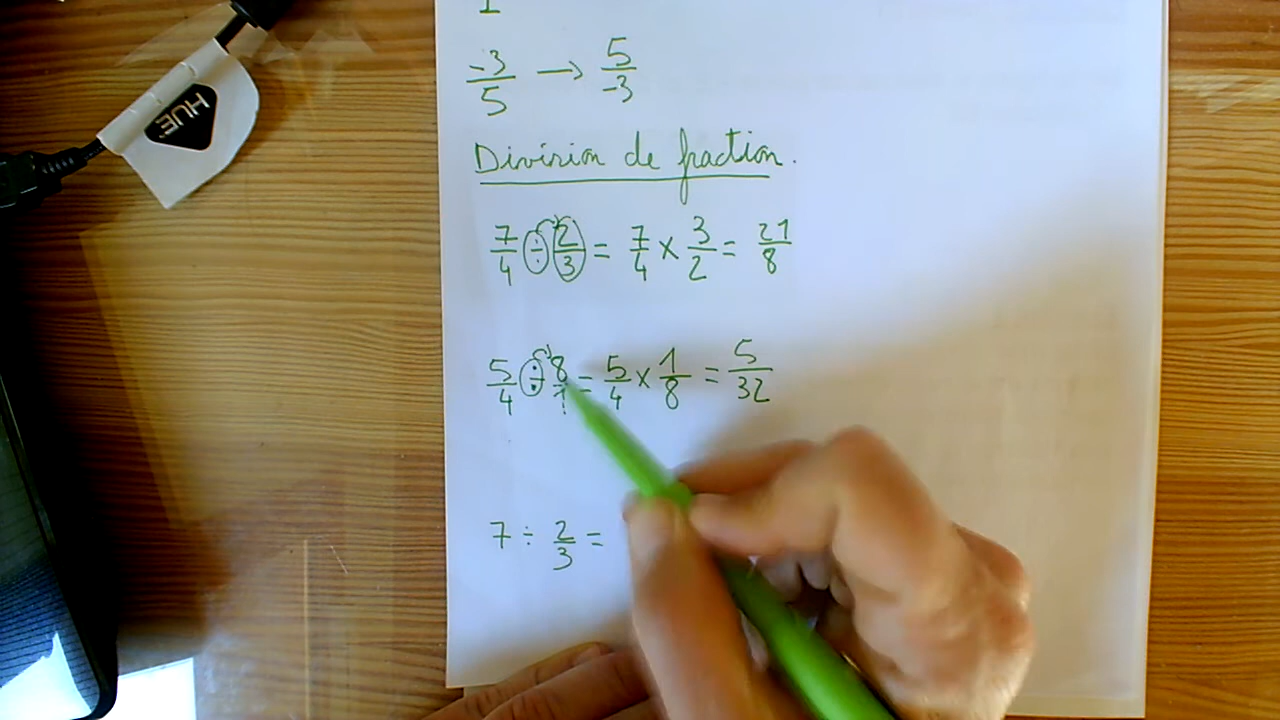 HUE
-3/5 → 5/-3
Division de fraction.
7/4 ÷ 2/3 = 7/4 × 3/2 = 21/8
5/4 ÷ 8/1 = 5/4 × 1/8 = 5/32
7 ÷ 2/3 =